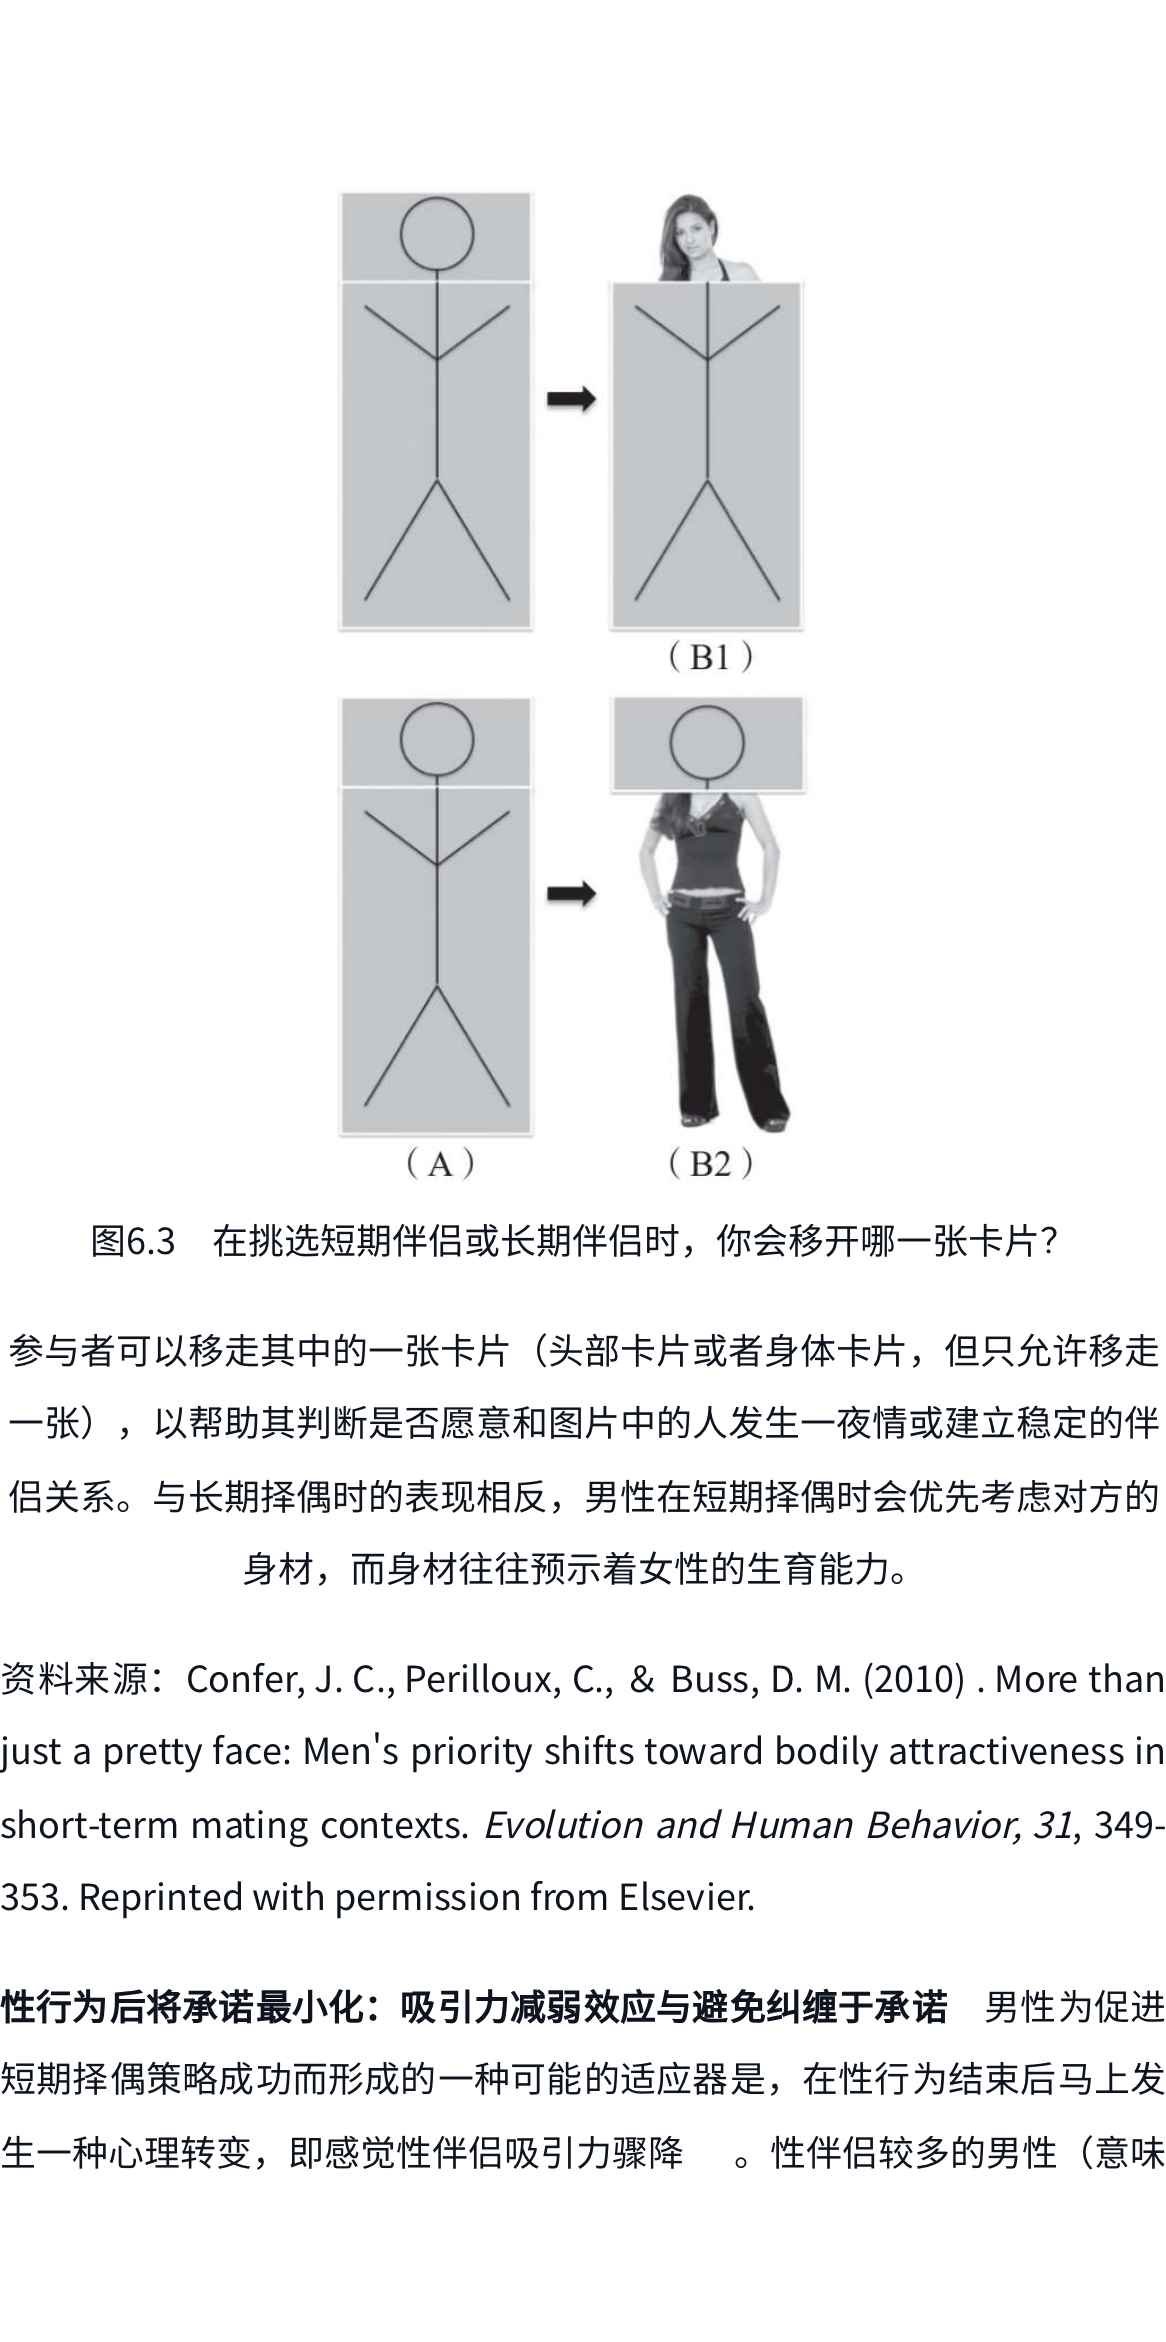 （B1）
（A）
（B2）
图6.3　在挑选短期伴侣或长期伴侣时，你会移开哪一张卡片？
参与者可以移走其中的一张卡片（头部卡片或者身体卡片，但只允许移走
一张），以帮助其判断是否愿意和图片中的人发生一夜情或建立稳定的伴
侣关系。与长期择偶时的表现相反，男性在短期择偶时会优先考虑对方的
身材，而身材往往预示着女性的生育能力。
资料来源：Confer, J. C., Perilloux, C., ＆ Buss, D. M. (2010) . More than
just a pretty face: Men's priority shifts toward bodily attractiveness in
short-term mating contexts. Evolution and Human Behavior, 31, 349-
353. Reprinted with permission from Elsevier.
性行为后将承诺最小化：吸引力减弱效应与避免纠缠于承诺　男性为促进
短期择偶策略成功而形成的一种可能的适应器是，在性行为结束后马上发
生一种心理转变，即感觉性伴侣吸引力骤降　。性伴侣较多的男性（意味